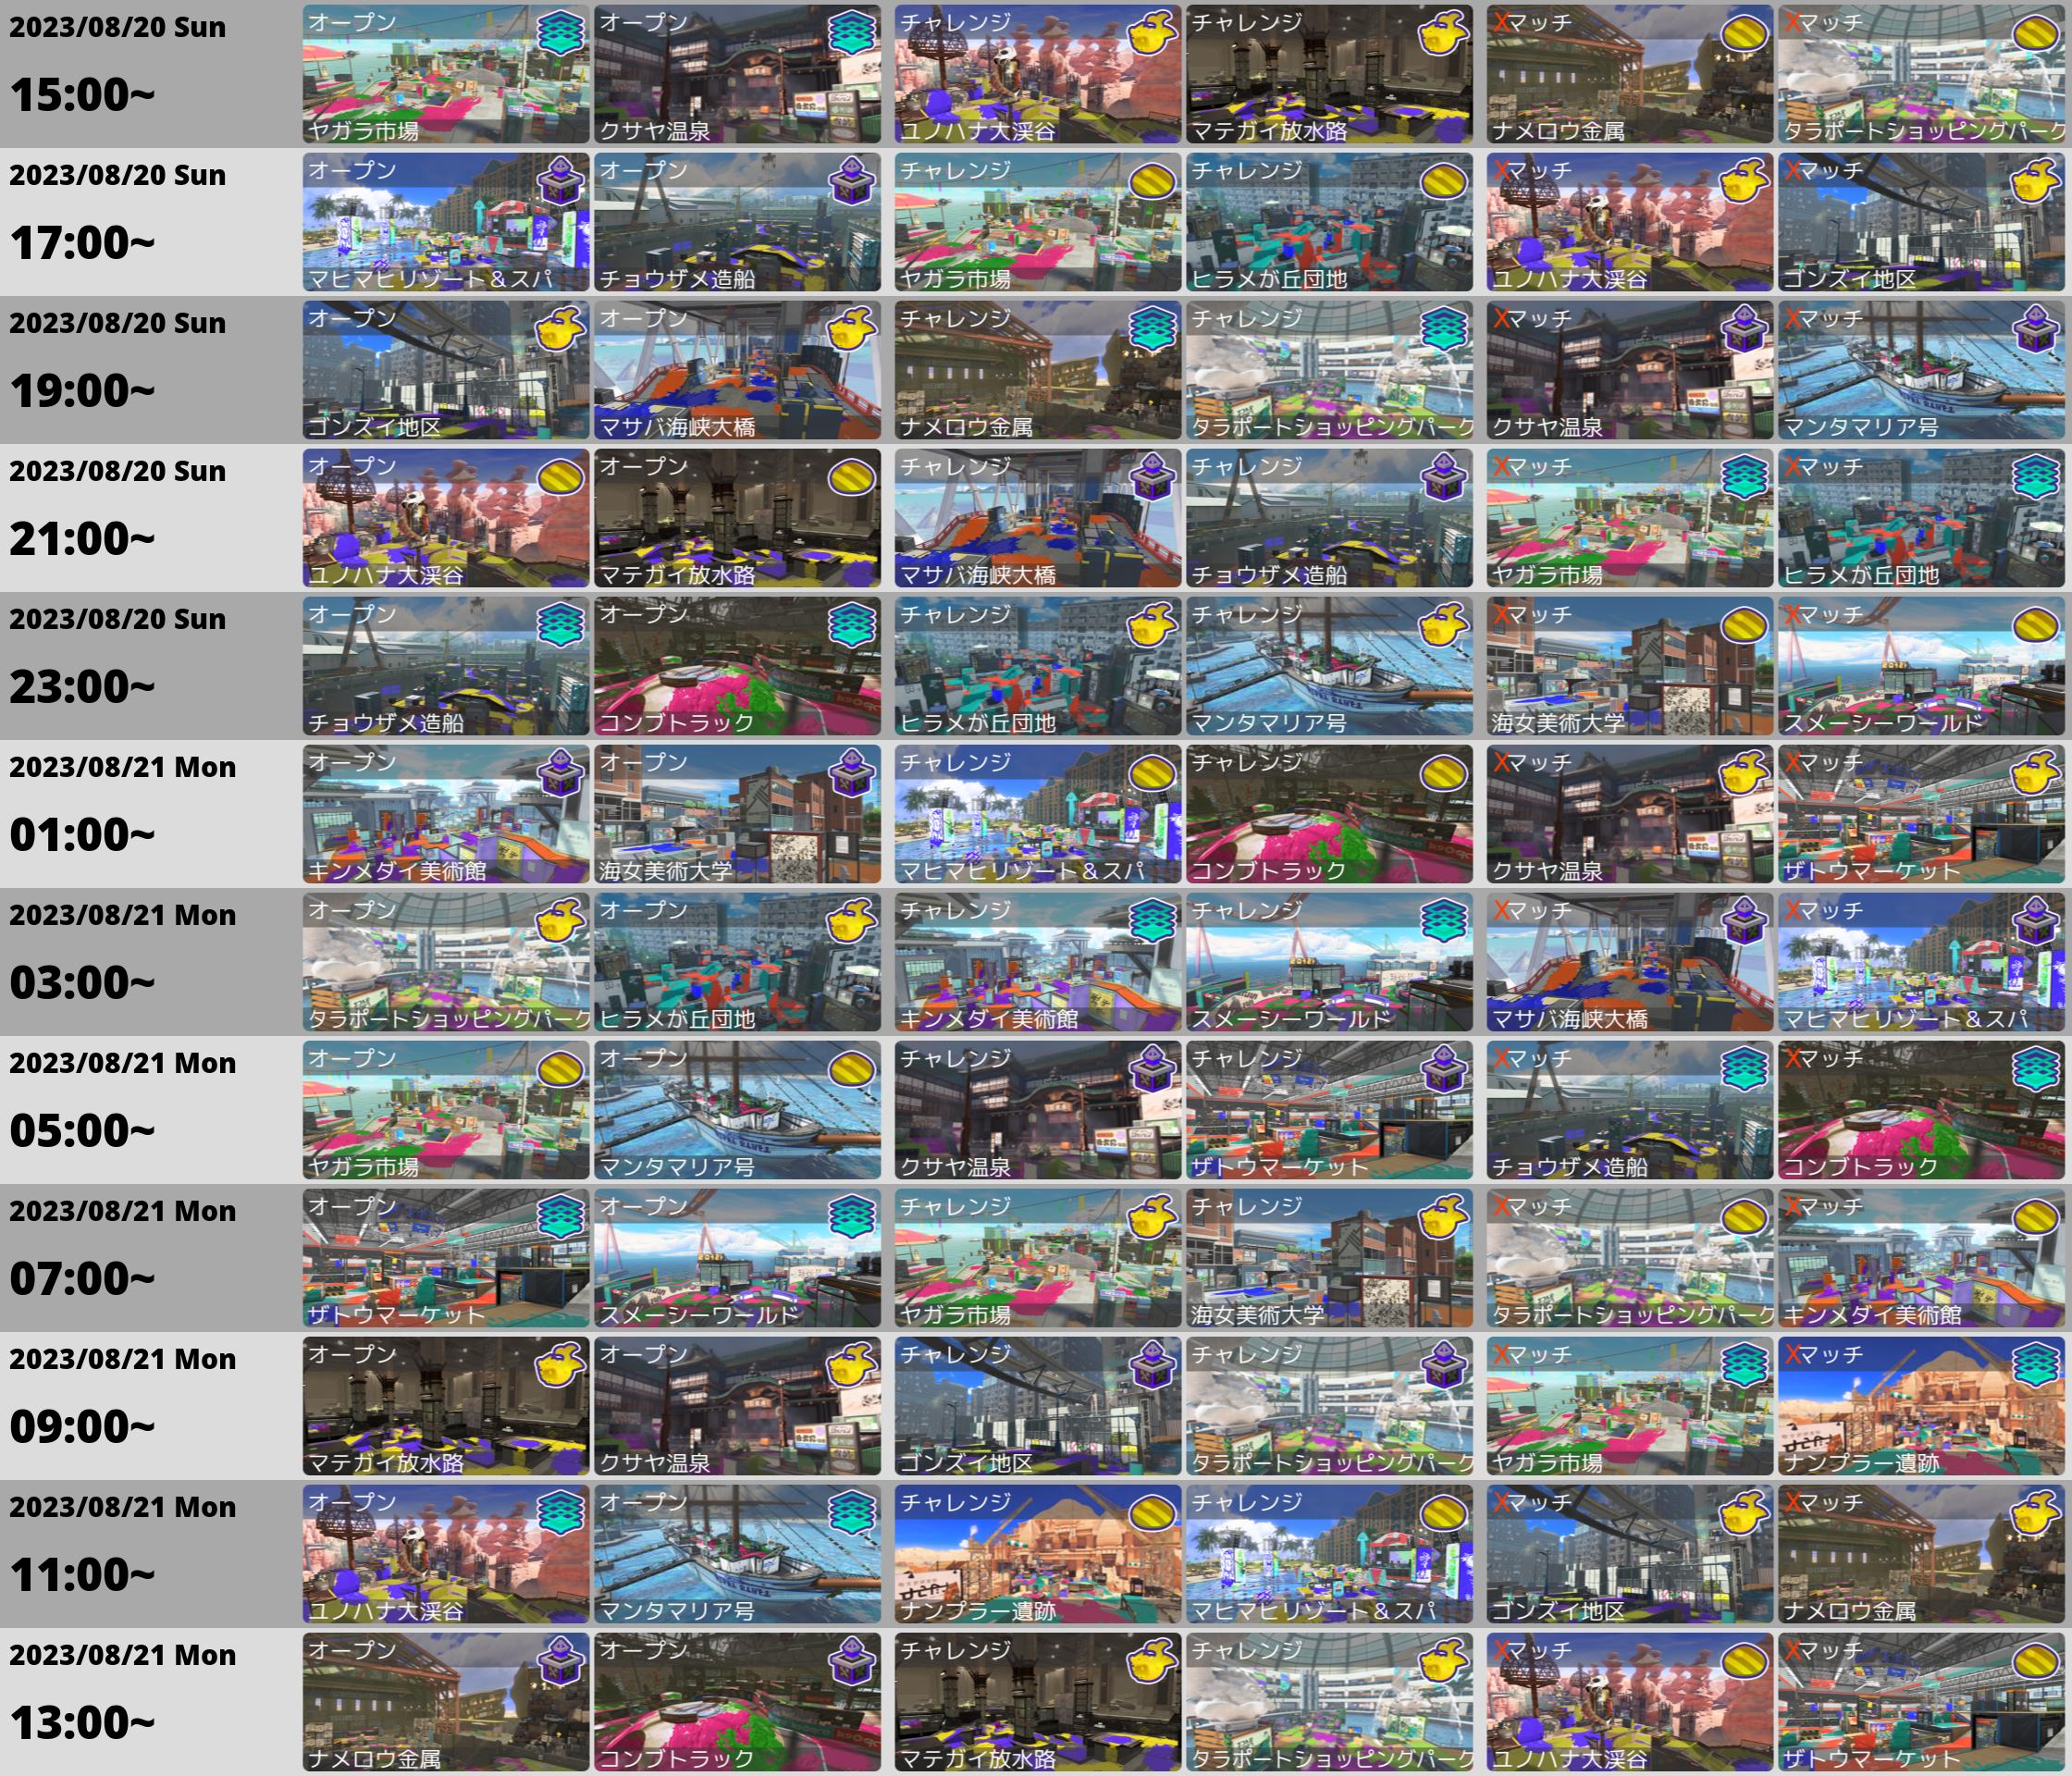 2023/08/20 Sun
15:00~
オープン オープン チャレンジ チャレンジ Xマッチ Xマッチ
ヤガラ市場 クサヤ温泉 ユノハナ大渓谷 マテガイ放水路 ナメロウ金属 タラポートショッピングパーク
2023/08/20 Sun
17:00~
オープン オープン チャレンジ チャレンジ Xマッチ Xマッチ
マヒマヒリゾート&スパ チョウザメ造船 ヤガラ市場 ヒラメが丘団地 ユノハナ大渓谷 ゴンズイ地区
2023/08/20 Sun
19:00~
オープン オープン チャレンジ チャレンジ Xマッチ Xマッチ
ゴンズイ地区 マサバ海峡大橋 ナメロウ金属 タラポートショッピングパーク クサヤ温泉 マンタマリア号
2023/08/20 Sun
21:00~
オープン オープン チャレンジ チャレンジ Xマッチ Xマッチ
ユノハナ大渓谷 マテガイ放水路 マサバ海峡大橋 チョウザメ造船 ヤガラ市場 ヒラメが丘団地
2023/08/20 Sun
23:00~
オープン オープン チャレンジ チャレンジ Xマッチ Xマッチ
チョウザメ造船 コンブトラック ヒラメが丘団地 マンタマリア号 海女美術大学 スメーシーワールド
2023/08/21 Mon
01:00~
オープン オープン チャレンジ チャレンジ Xマッチ Xマッチ
キンメダイ美術館 海女美術大学 マヒマヒリゾート&スパ コンブトラック クサヤ温泉 ザトウマーケット
2023/08/21 Mon
03:00~
オープン オープン チャレンジ チャレンジ Xマッチ Xマッチ
タラポートショッピングパーク ヒラメが丘団地 キンメダイ美術館 スメーシーワールド マサバ海峡大橋 マヒマヒリゾート&スパ
2023/08/21 Mon
05:00~
オープン オープン チャレンジ チャレンジ Xマッチ Xマッチ
ヤガラ市場 マンタマリア号 クサヤ温泉 ザトウマーケット チョウザメ造船 コンブトラック
2023/08/21 Mon
07:00~
オープン オープン チャレンジ チャレンジ Xマッチ Xマッチ
ザトウマーケット スメーシーワールド ヤガラ市場 海女美術大学 タラポートショッピングパーク キンメダイ美術館
2023/08/21 Mon
09:00~
オープン オープン チャレンジ チャレンジ Xマッチ Xマッチ
マテガイ放水路 クサヤ温泉 ゴンズイ地区 タラポートショッピングパーク ヤガラ市場 ナンプラー遺跡
2023/08/21 Mon
11:00~
オープン オープン チャレンジ チャレンジ Xマッチ Xマッチ
ユノハナ大渓谷 マンタマリア号 ナンプラー遺跡 マヒマヒリゾート&スパ ゴンズイ地区 ナメロウ金属
2023/08/21 Mon
13:00~
オープン オープン チャレンジ チャレンジ Xマッチ Xマッチ
ナメロウ金属 コンブトラック マテガイ放水路 タラポートショッピングパーク ユノハナ大渓谷 ザトウマーケット